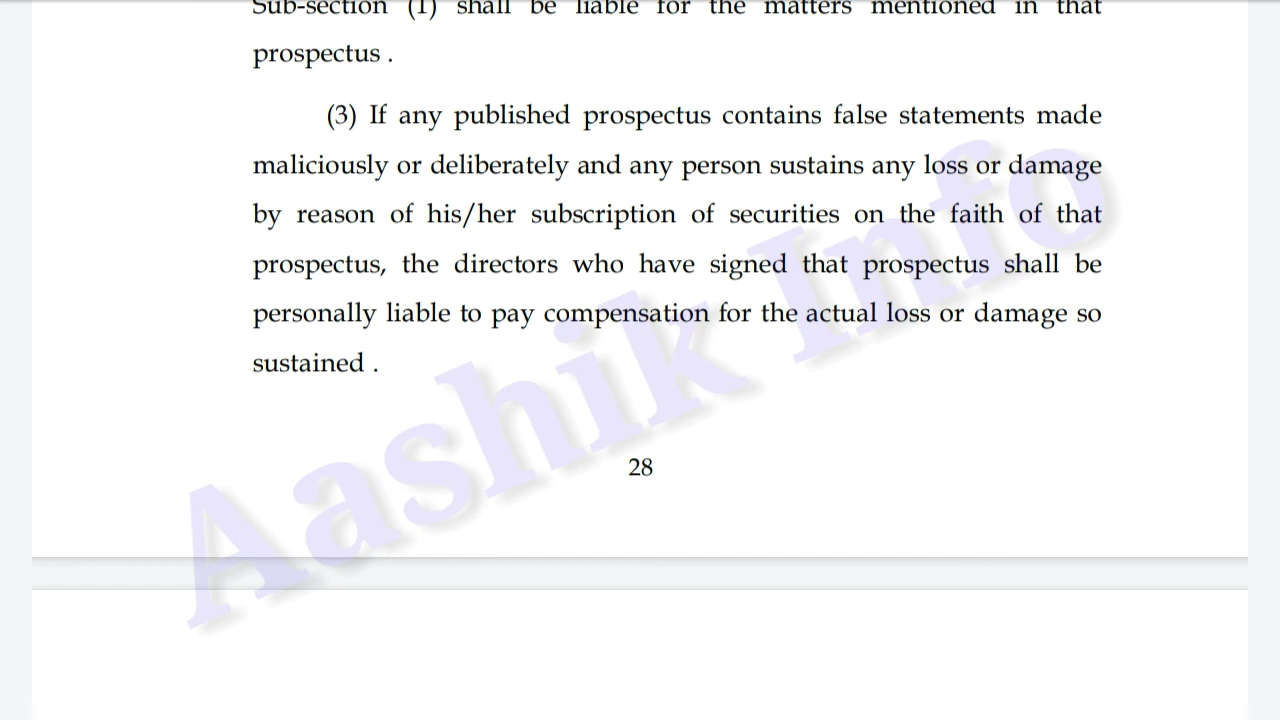 Sub-section (1) shall be liable for the matters mentioned in that
prospectus .
(3) If any published prospectus contains false statements made
maliciously or deliberately and any person sustains any loss or damage
by reason of his/her subscription of securities on the faith of that
prospectus, the directors who have signed that prospectus shall be
personally liable to pay compensation for the actual loss or damage so
sustained .
28
Aashik Info